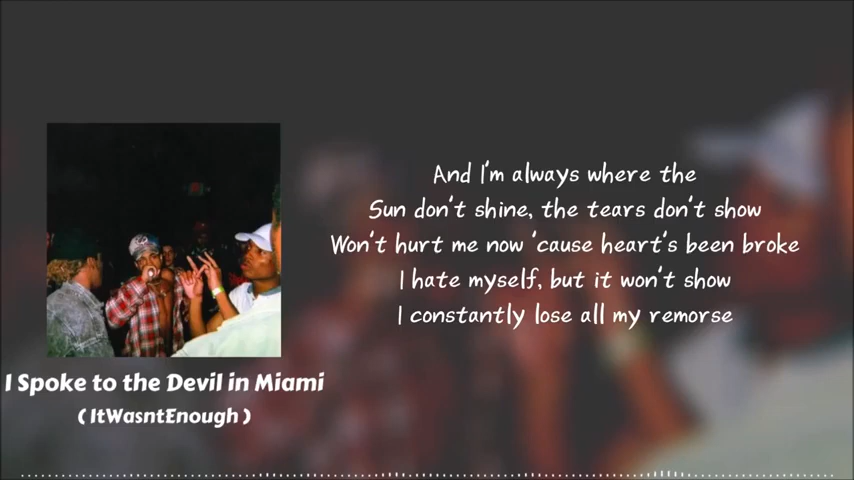 And I'm always where the
Sun don't shine, the tears don't show
Won't hurt me now 'cause heart's been broke
I hate myself, but it won't show
I constantly lose all my remorse
I Spoke to the Devil in Miami
( ItWasntEnough )